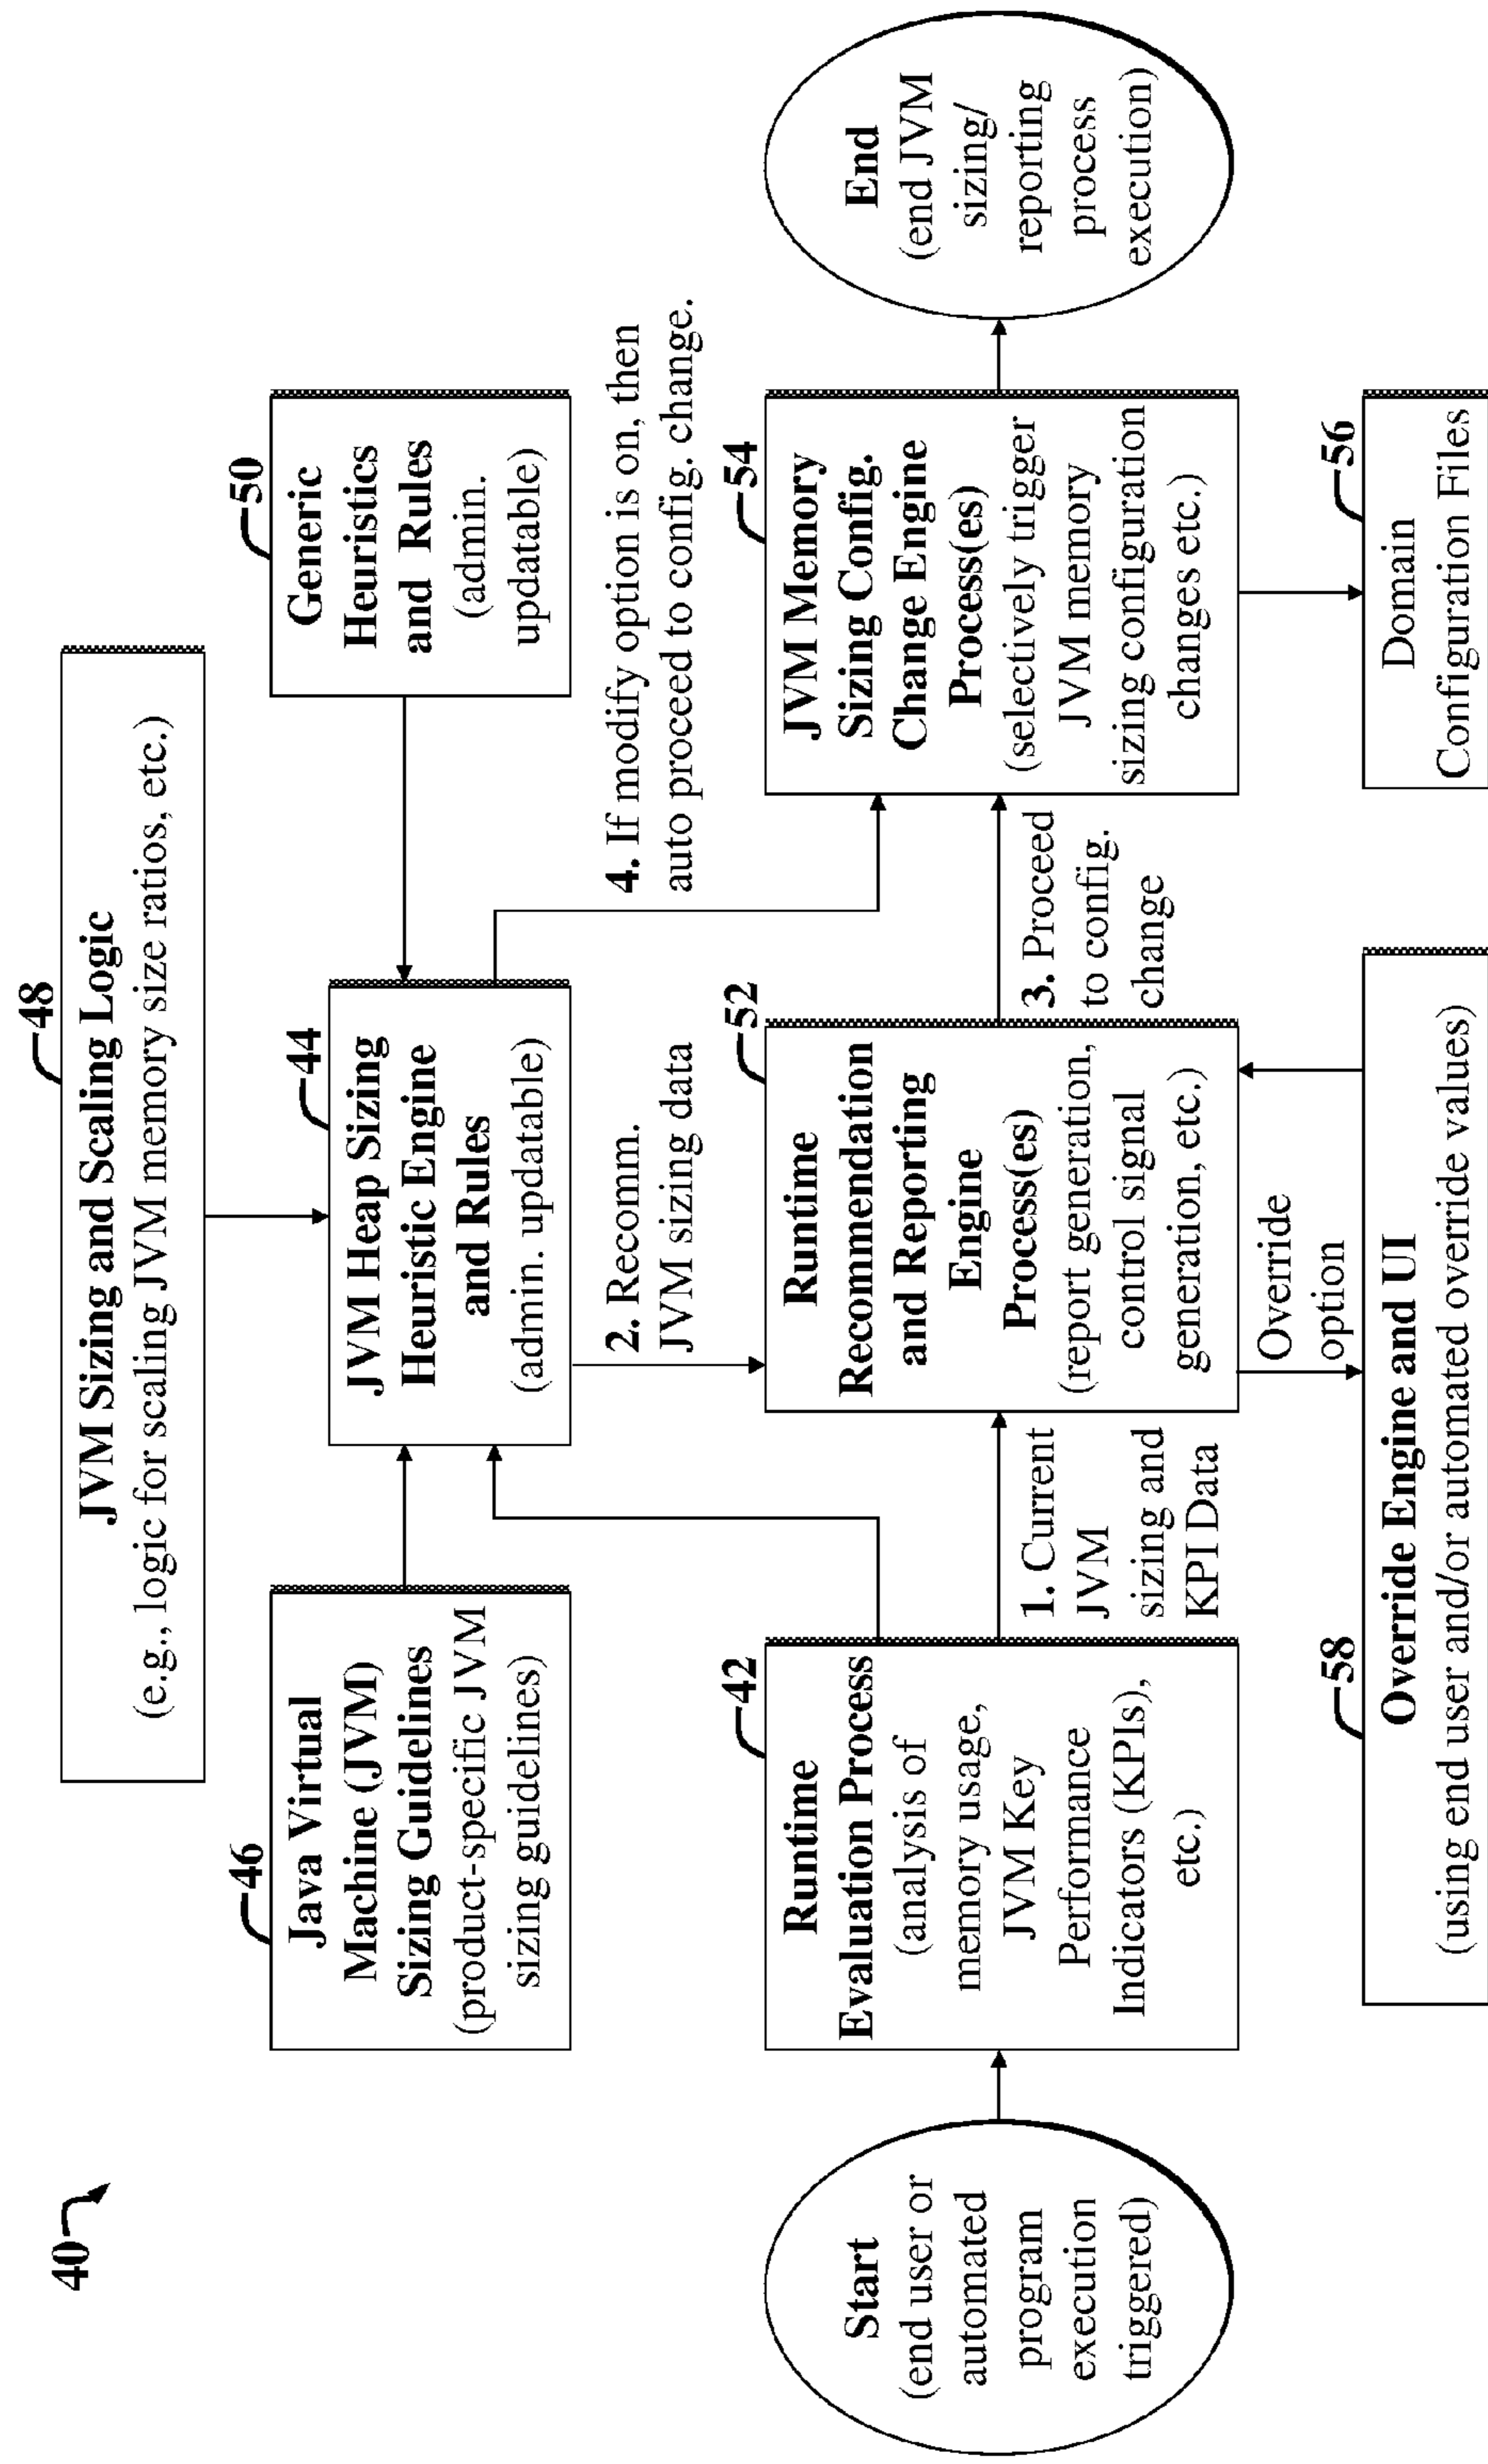 40
48
JVM Sizing and Scaling Logic
(e.g., logic for scaling JVM memory size ratios, etc.)
46
Java Virtual
Machine (JVM)
Sizing Guidelines
(product-specific JVM
sizing guidelines)
44
JVM Heap Sizing
Heuristic Engine
and Rules
(admin. updatable)
50
Generic
Heuristics
and Rules
(admin.
updatable)
2. Recomm.
JVM sizing data
4. If modify option is on, then
auto proceed to config. change.
Start
(end user or
automated
program
execution
triggered)
42
Runtime
Evaluation Process
(analysis of
memory usage,
JVM Key
Performance
Indicators (KPIs),
etc.)
1. Current
JVM
sizing and
KPI Data
52
Runtime
Recommendation
and Reporting
Engine
Process(es)
(report generation,
control signal
generation, etc.)
3. Proceed
to config.
change
54
JVM Memory
Sizing Config.
Change Engine
Process(es)
(selectively trigger
JVM memory
sizing configuration
changes etc.)
End
(end JVM
sizing/
reporting
process
execution)
Override
option
58
Override Engine and UI
(using end user and/or automated override values)
56
Domain
Configuration Files